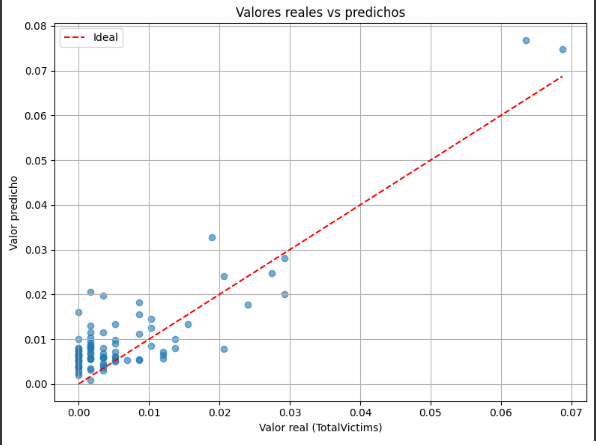 Valores reales vs predichos
Ideal
0.08
0.07
0.06
0.05
0.04
0.03
0.02
0.01
0.00
Valor predicho
0.00 0.01 0.02 0.03 0.04 0.05 0.06 0.07
Valor real (TotalVictims)